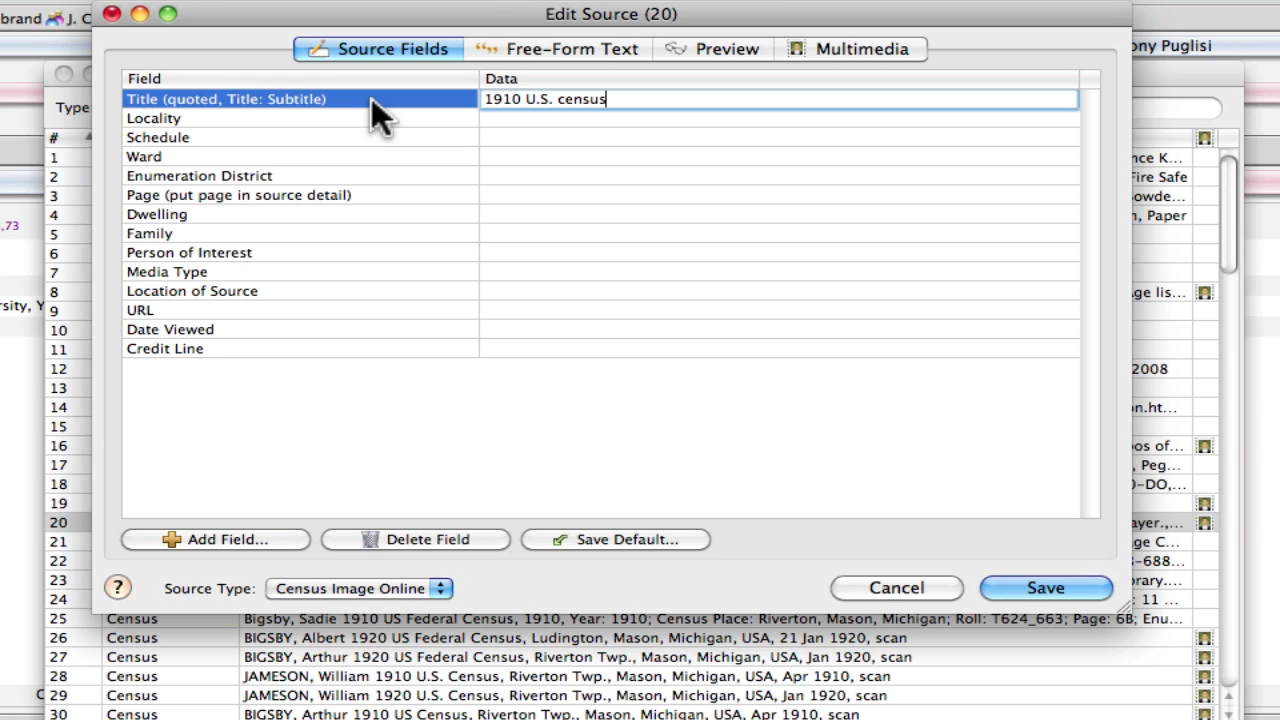 brand J. C
Edit Source (20)
ony Puglisi
Source Fields Free-Form Text Preview Multimedia
Type
Field Data
Title (quoted, Title: Subtitle) 1910 U.S. census
Locality
#
Schedule
1 Ward nce K...
2 Enumeration District Fire Safe
3 Page (put page in source detail) owde...
4 Dwelling n, Paper
,73
5 Family
6 Person of Interest
7 Media Type
8 Location of Source ge lis...
rsity, Y
9 URL
10 Date Viewed
11 Credit Line
12 2008
13
14 n.ht...
15
16 os of...
17 , Peg...
18 0-DO,...
19
20 ayer.,...
Add Field... Delete Field Save Default...
21 ge C...
22 3-688...
23 brary....
? Source Type: Census Image Online Cancel Save
24 : 11 ...
25 Census Bigsby, Sadie 1910 US Federal Census, 1910, Year: 1910; Census Place: Riverton, Mason, Michigan; Roll: T624_663; Page: 6B; Enu...
26 Census BIGSBY, Albert 1920 US Federal Census, Ludington, Mason, Michigan, USA, 21 Jan 1920, scan
27 Census BIGSBY, Arthur 1920 US Federal Census, Riverton Twp., Mason, Michigan, USA, Jan 1920, scan
28 Census JAMESON, William 1910 U.S. Census, Riverton Twp., Mason, Michigan, USA, Apr 1910, scan
29 Census JAMESON, William 1920 U.S. Census, Riverton Twp., Mason, Michigan, USA, Jan 1920, scan
30 Census BIGSBY, Arthur 1910 US Census, Riverton Twp., Mason, Michigan, USA, Apr 1910, scan